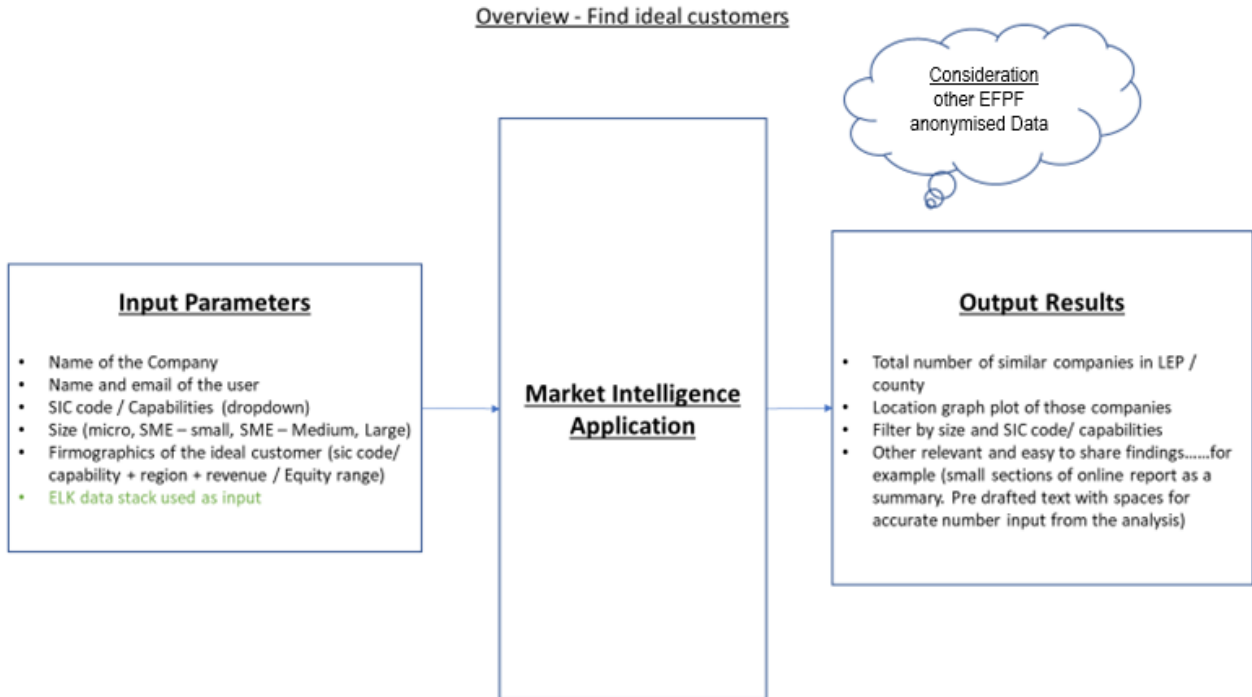 Overview - Find ideal customers
Consideration
other EFPF
anonymised Data
Input Parameters
• Name of the Company
• Name and email of the user
• SIC code / Capabilities (dropdown)
• Size (micro, SME – small, SME – Medium, Large)
• Firmographics of the ideal customer (sic code/
capability + region + revenue / Equity range)
• ELK data stack used as input
Market Intelligence
Application
Output Results
• Total number of similar companies in LEP /
county
• Location graph plot of those companies
• Filter by size and SIC code/ capabilities
• Other relevant and easy to share findings……for
example (small sections of online report as a
summary. Pre drafted text with spaces for
accurate number input from the analysis)